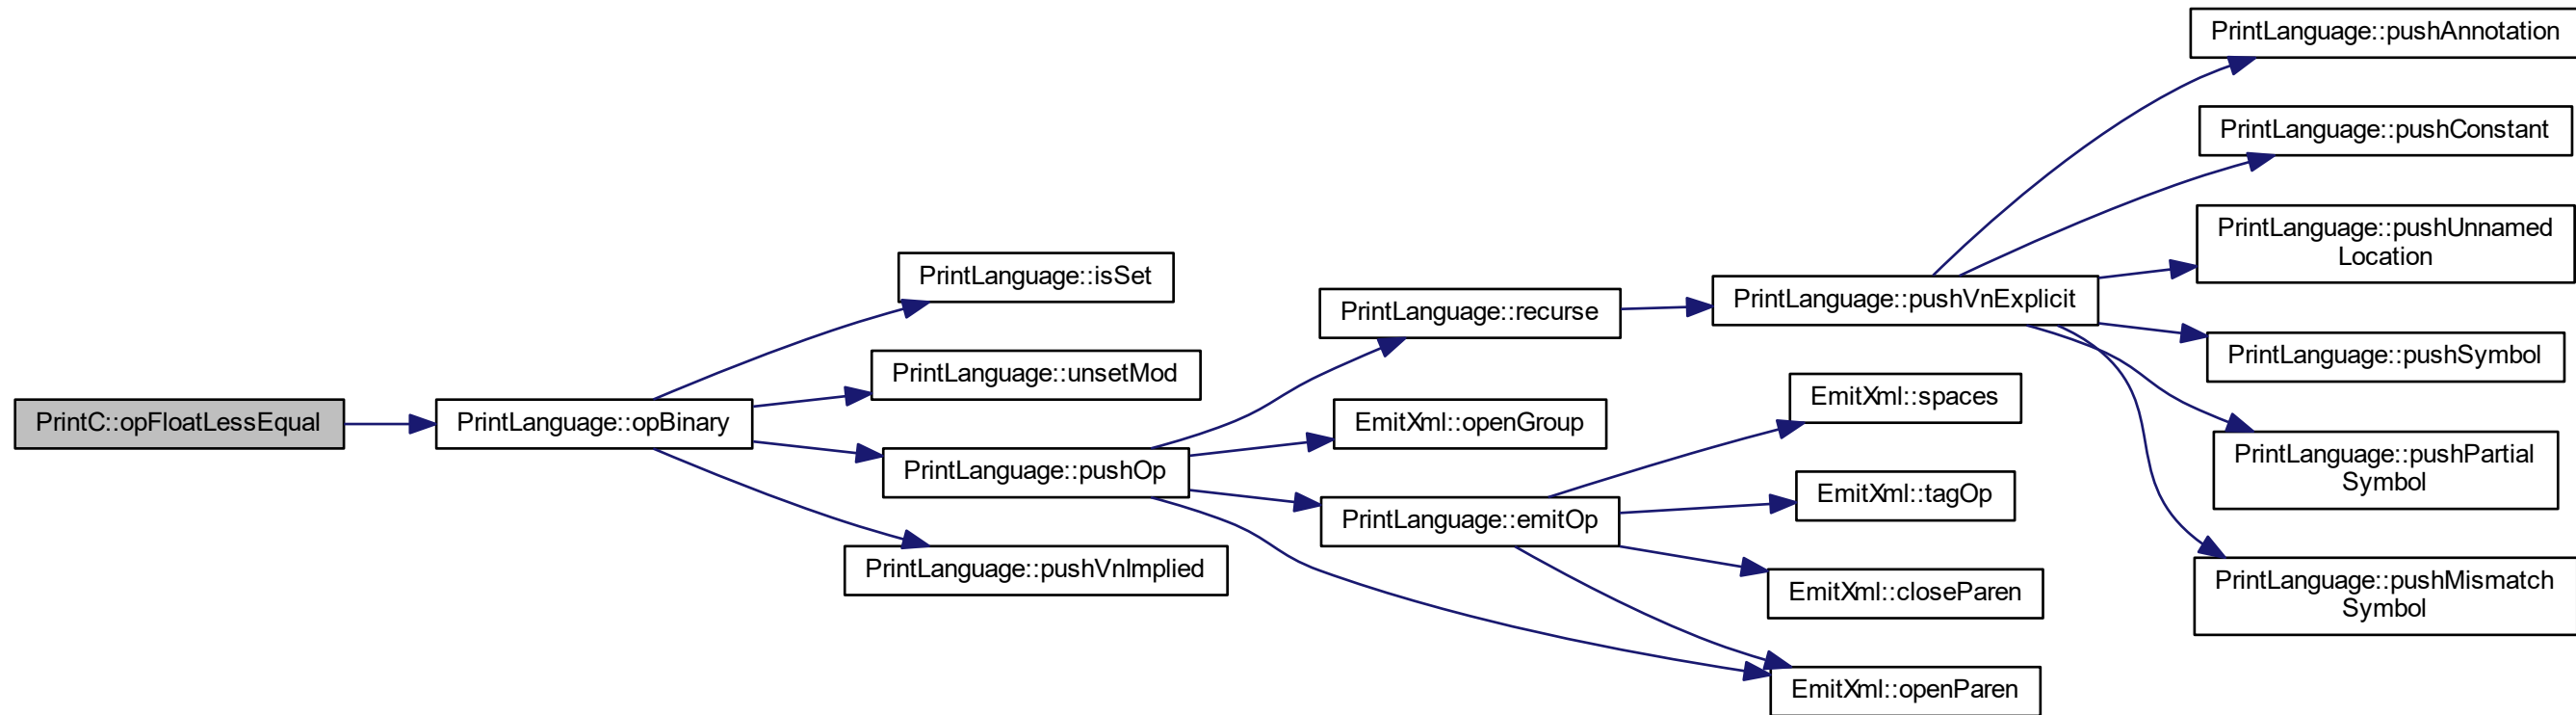 PrintC::opFloatLessEqual
PrintLanguage::opBinary
PrintLanguage::isSet
PrintLanguage::unsetMod
PrintLanguage::pushOp
PrintLanguage::pushVnImplied
PrintLanguage::recurse
EmitXml::openGroup
PrintLanguage::emitOp
PrintLanguage::pushVnExplicit
EmitXml::spaces
EmitXml::tagOp
EmitXml::closeParen
EmitXml::openParen
PrintLanguage::pushAnnotation
PrintLanguage::pushConstant
PrintLanguage::pushUnnamed
Location
PrintLanguage::pushSymbol
PrintLanguage::pushPartial
Symbol
PrintLanguage::pushMismatch
Symbol